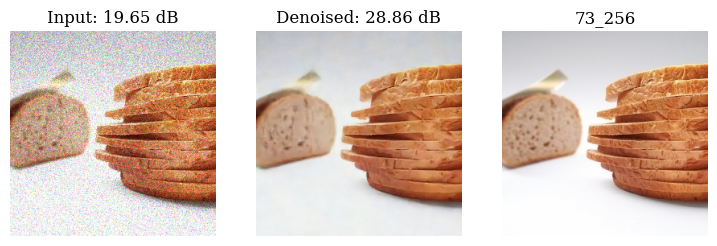 Input: 19.65 dB
Denoised: 28.86 dB
73_256